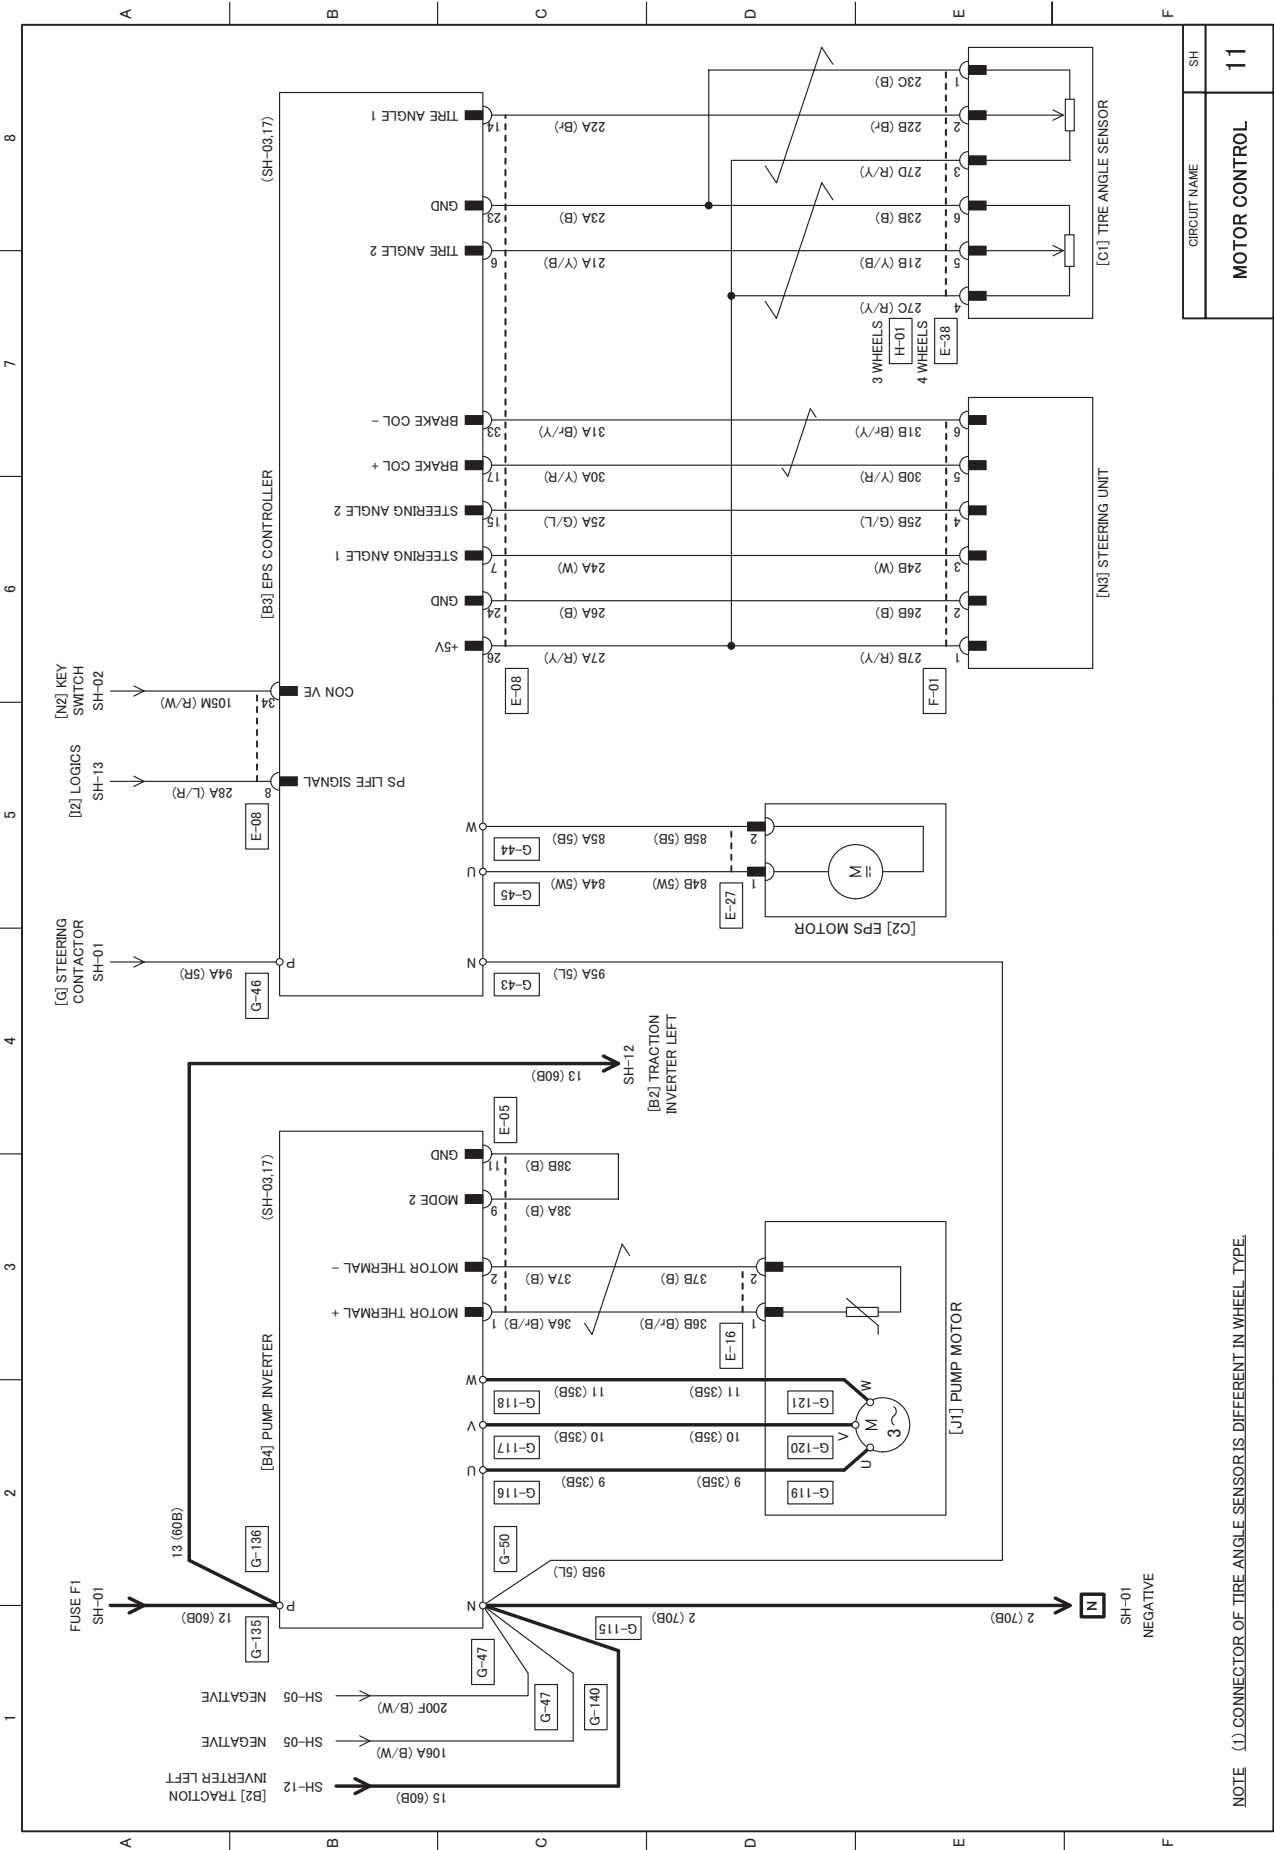 A
B
C
D
E
F
1
2
3
4
5
6
7
8
A
B
C
D
E
F
FUSE F1
SH-01
12 (60B)
13 (60B)
G-135
G-136
P
[B4] PUMP INVERTER
(SH-03,17)
N
U
V
W
MOTOR THERMAL +
MOTOR THERMAL -
MODE 2
GND
1
2
9
11
E-05
G-47
G-50
G-116
G-117
G-118
9 (35B)
10 (35B)
11 (35B)
36A (Br/B)
37A (B)
38A (B)
38B (B)
9 (35B)
10 (35B)
11 (35B)
36B (Br/B)
37B (B)
E-16
1
2
G-119
G-120
G-121
U
V
W
M
3~
[J1] PUMP MOTOR
13 (60B)
SH-12
[B2] TRACTION
INVERTER LEFT
NEGATIVE SH-05
200F (B/W)
G-47
NEGATIVE SH-05
106A (B/W)
G-140
[B2] TRACTION
INVERTER LEFT
SH-12
15 (60B)
G-115
2 (70B)
2 (70B)
N
SH-01
NEGATIVE
95B (5L)
[G] STEERING
CONTACTOR
SH-01
94A (5R)
G-46
P
[I2] LOGICS
SH-13
28A (L/R)
E-08
8
PS LIFE SIGNAL
[N2] KEY
SWITCH
SH-02
105M (R/W)
34
CON VE
[B3] EPS CONTROLLER
(SH-03,17)
N
U
W
G-43
G-45
G-44
95A (5L)
84A (5W)
85A (5B)
84B (5W)
85B (5B)
E-27
1
2
M
[C2] EPS MOTOR
+5V
GND
STEERING ANGLE 1
STEERING ANGLE 2
BRAKE COL +
BRAKE COL -
TIRE ANGLE 2
GND
TIRE ANGLE 1
E-08
26
24
7
15
17
33
6
23
14
27A (R/Y)
26A (B)
24A (W)
25A (G/L)
30A (Y/R)
31A (Br/Y)
21A (Y/B)
23A (B)
22A (Br)
27B (R/Y)
26B (B)
24B (W)
25B (G/L)
30B (Y/R)
31B (Br/Y)
27C (R/Y)
21B (Y/B)
23B (B)
27D (R/Y)
22B (Br)
23C (B)
F-01
1
2
3
4
5
6
[N3] STEERING UNIT
3 WHEELS
H-01
4 WHEELS
E-38
4
5
6
3
2
1
[C1] TIRE ANGLE SENSOR
NOTE (1) CONNECTOR OF TIRE ANGLE SENSOR IS DIFFERENT IN WHEEL TYPE.
CIRCUIT NAME
SH
MOTOR CONTROL
11